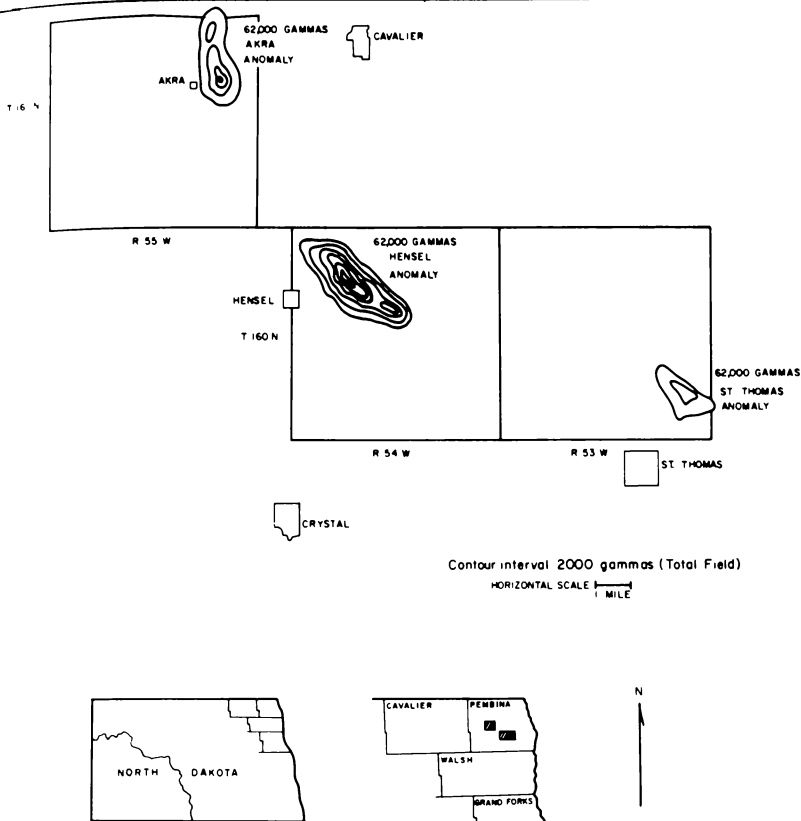 62,000 GAMMAS
AKRA
ANOMALY
CAVALIER
AKRA
R 55 W
62,000 GAMMAS
HENSEL
ANOMALY
HENSEL
T 160 N
62,000 GAMMAS
ST THOMAS
ANOMALY
R 54 W
R 53 W
ST. THOMAS
CRYSTAL
Contour interval 2000 gammas (Total Field)
HORIZONTAL SCALE
1 MILE
N
CAVALIER
PEMBINA
NORTH DAKOTA
WALSH
GRAND FORKS